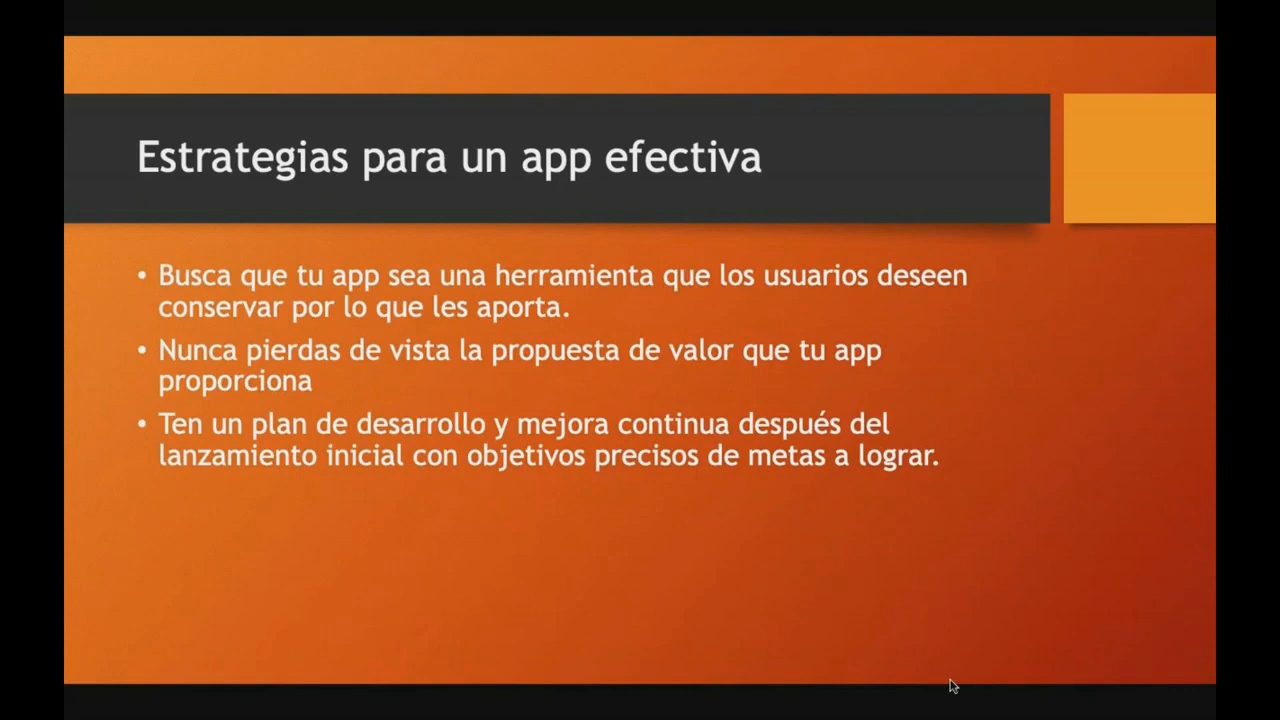 Estrategias para un app efectiva
• Busca que tu app sea una herramienta que los usuarios deseen
conservar por lo que les aporta.
• Nunca pierdas de vista la propuesta de valor que tu app
proporciona
• Ten un plan de desarrollo y mejora continua después del
lanzamiento inicial con objetivos precisos de metas a lograr.